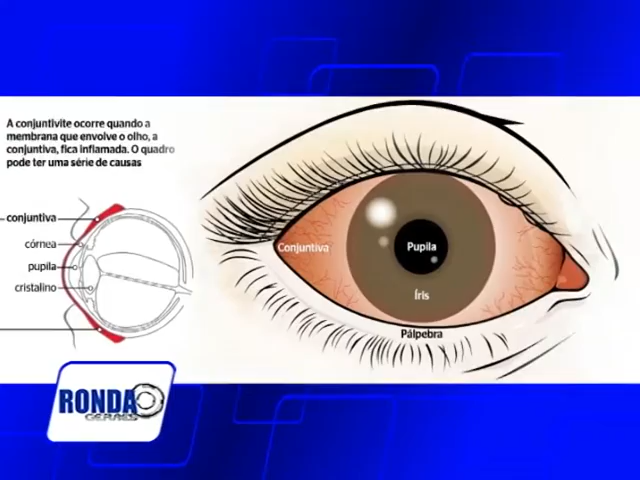 A conjuntivite ocorre quando a
membrana que envolve o olho, a
conjuntiva, fica inflamada. O quadro
pode ter uma série de causas
conjuntiva
córnea
pupila
cristalino
Conjuntiva
Pupila
Íris
Pálpebra
RONDA
GERAES